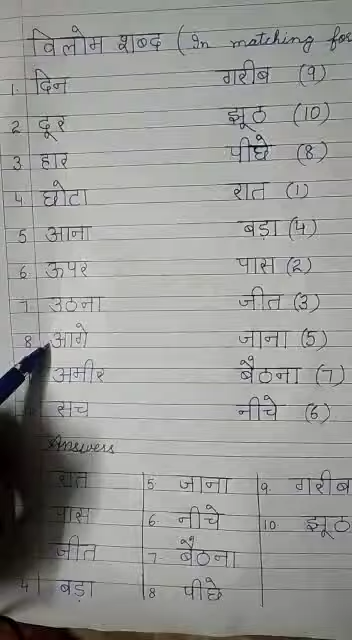 विलोम शब्द (In matching for
1 दिन गरीब (9)
2 दूर झूठ (10)
3 हार पीछे (8)
4 छोटा रात (1)
5 आना बड़ा (4)
6 ऊपर पास (2)
7 उठना जीत (3)
8 आगे जाना (5)
अमीर बैठना (7)
सच नीचे (6)
Answers
रात 5 जाना 9 गरीब
पास 6 नीचे 10 झूठ
जीत 7 बैठना
4 बड़ा 8 पीछे